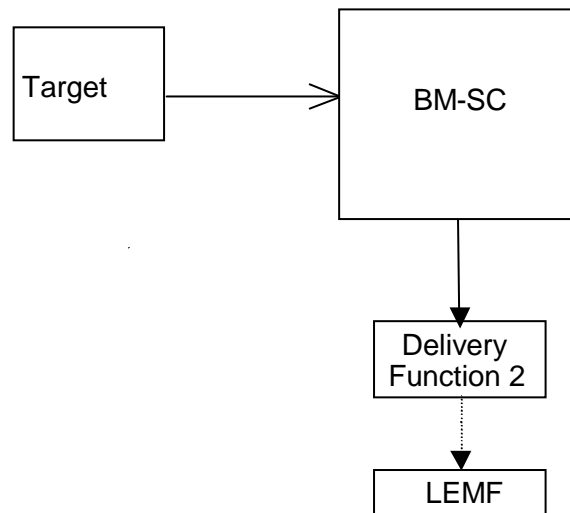 Target
BM-SC
Delivery
Function 2
LEMF